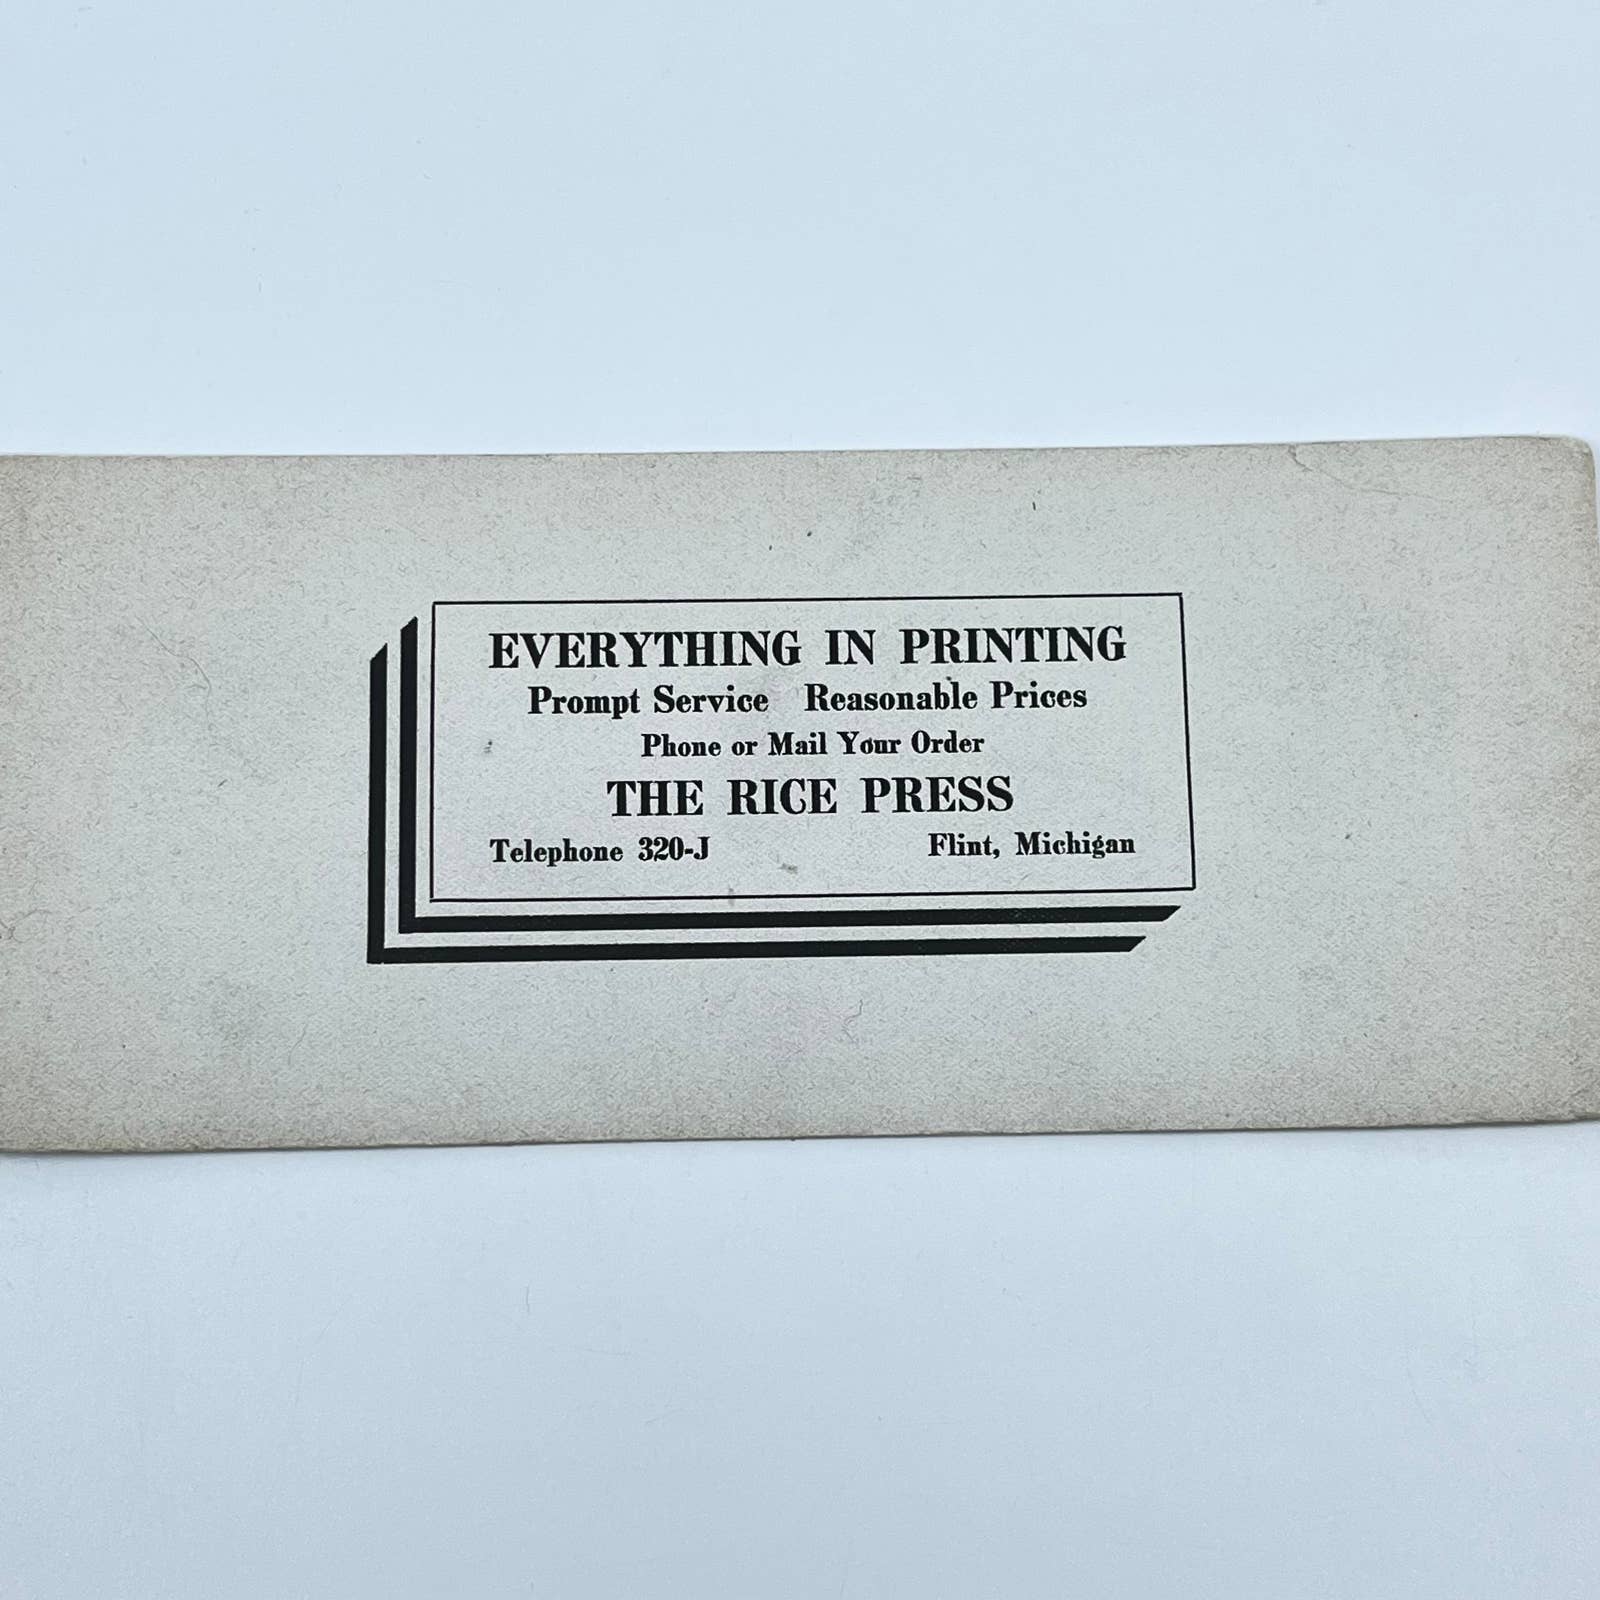 EVERYTHING IN PRINTING
Prompt Service Reasonable Prices
Phone or Mail Your Order
THE RICE PRESS
Telephone 320-J Flint, Michigan